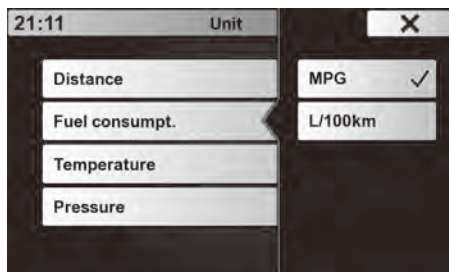 21:11 Unit
Distance
Fuel consumpt.
Temperature
Pressure
MPG
L/100km